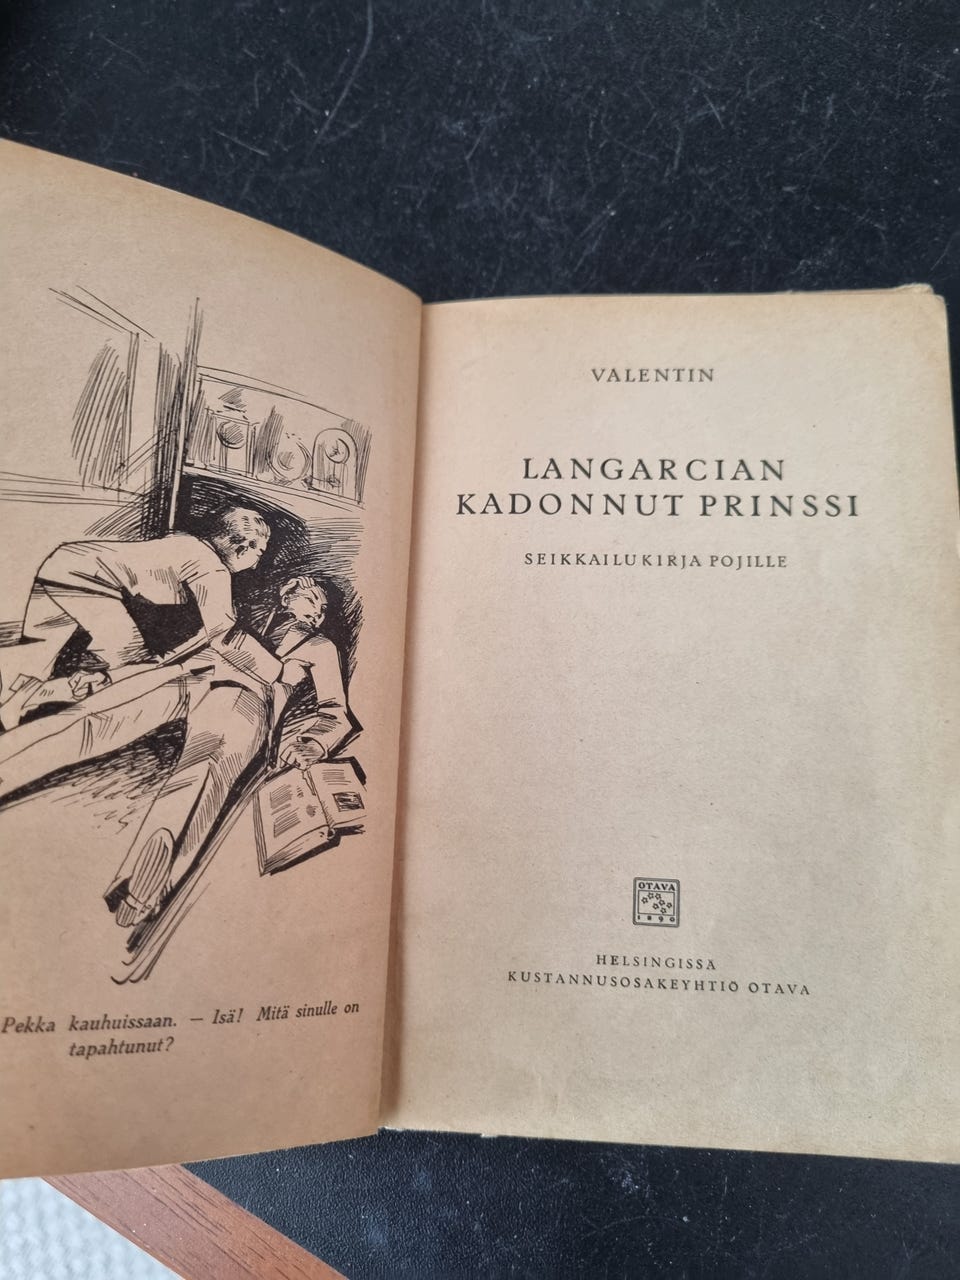 Pekka kauhuissaan. — Isä! Mitä sinulle on
tapahtunut?
VALENTIN
LANGARCIAN
KADONNUT PRINSSI
SEIKKAILUKIRJA POJILLE
OTAVA
1890
HELSINGISSÄ
KUSTANNUSOSAKEYHTIÖ OTAVA